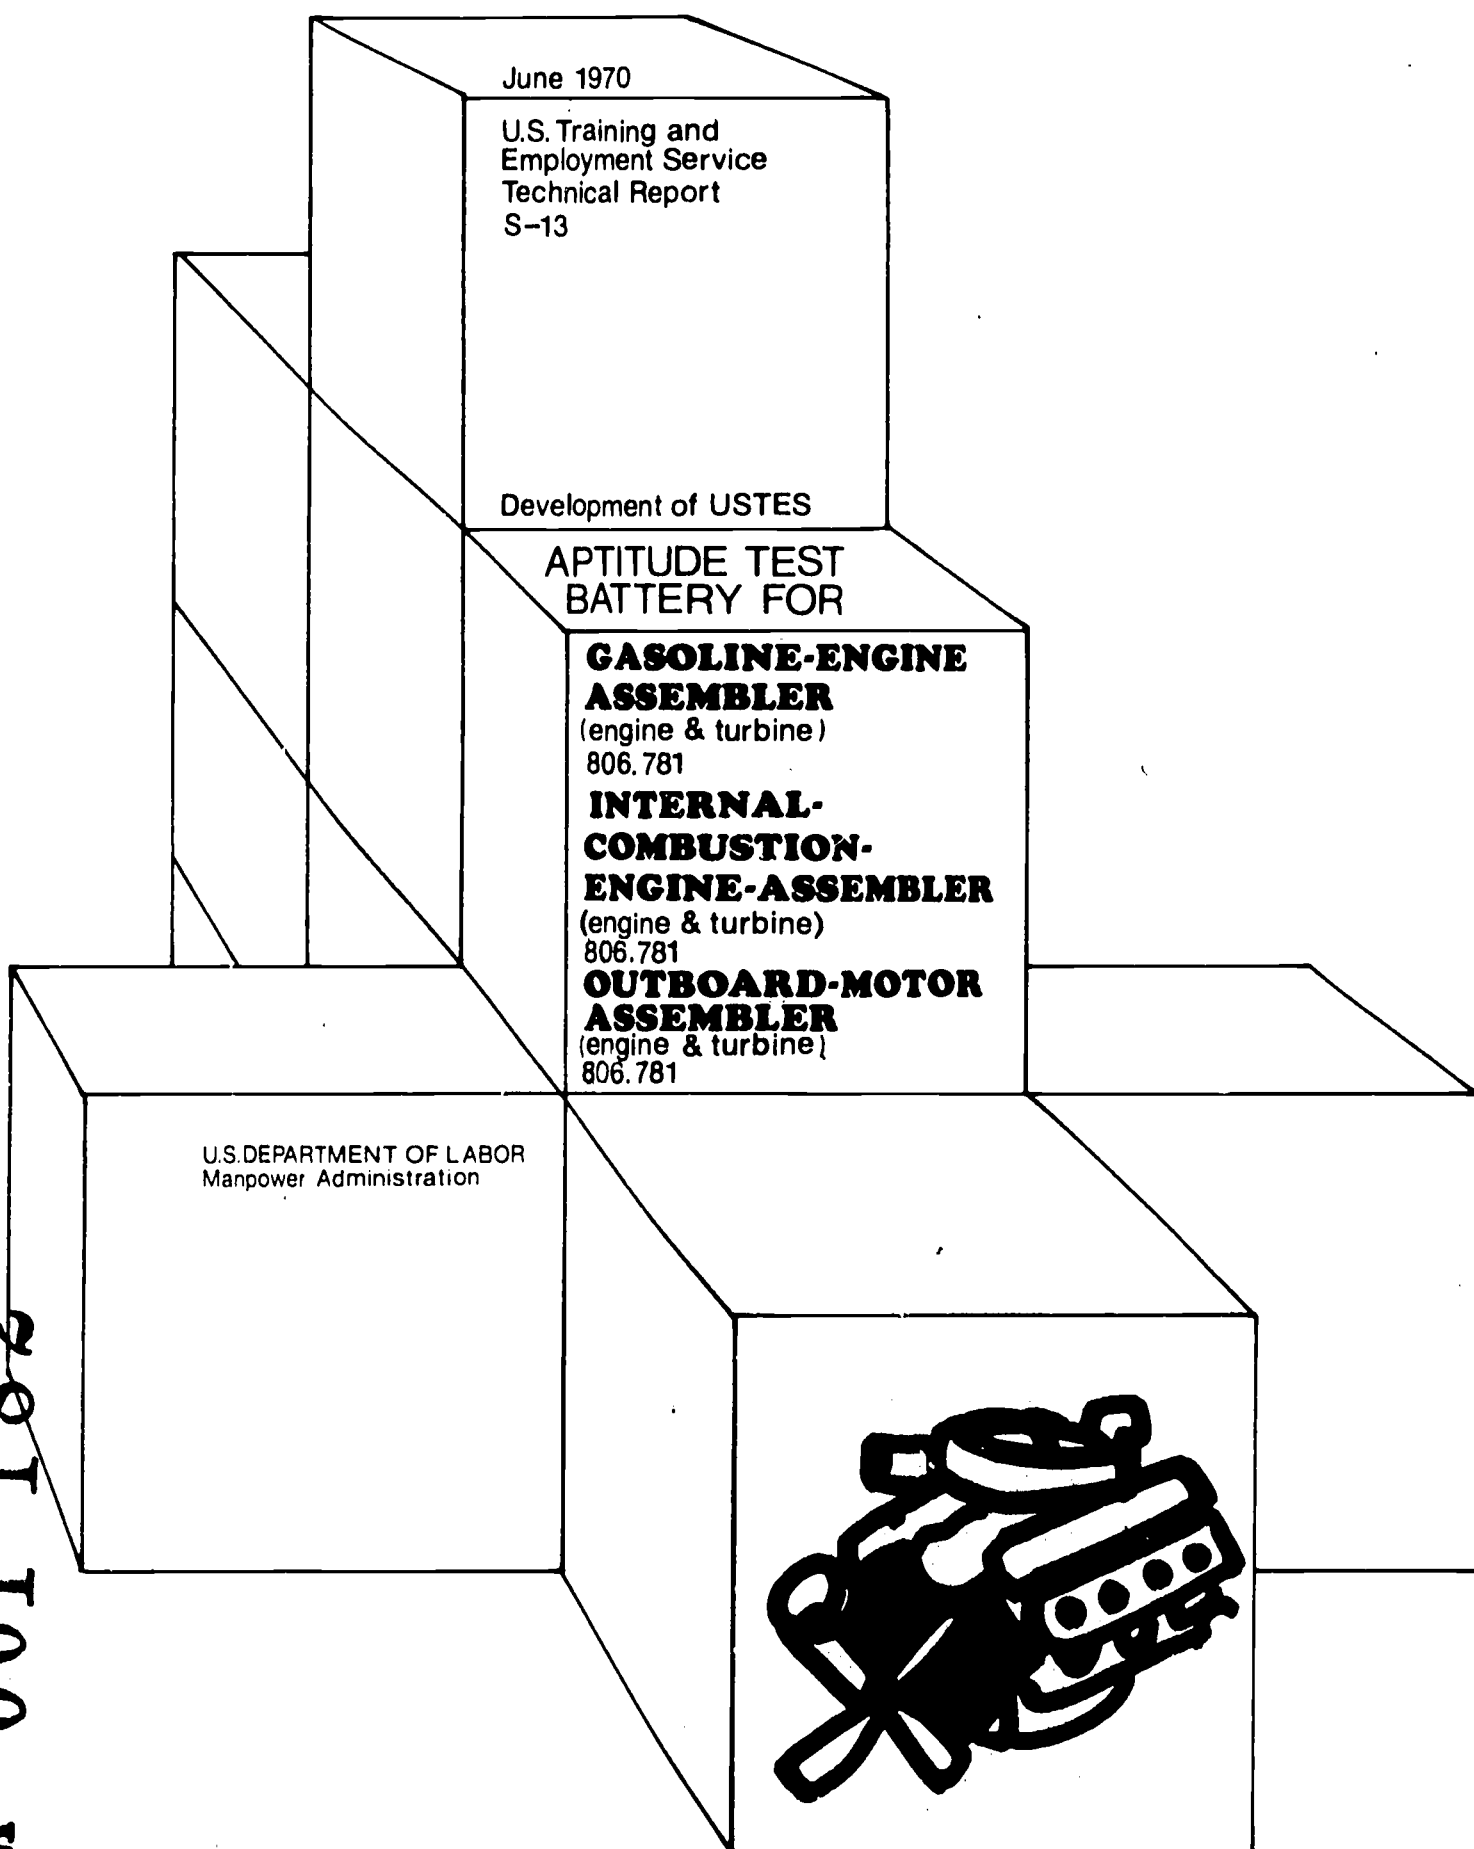 June 1970
U.S. Training and
Employment Service
Technical Report
S-13
Development of USTES
APTITUDE TEST
BATTERY FOR
GASOLINE-ENGINE
ASSEMBLER
(engine & turbine)
806.781
INTERNAL-
COMBUSTION-
ENGINE-ASSEMBLER
(engine & turbine)
806.781
OUTBOARD-MOTOR
ASSEMBLER
(engine & turbine)
806.781
U.S. DEPARTMENT OF LABOR
Manpower Administration